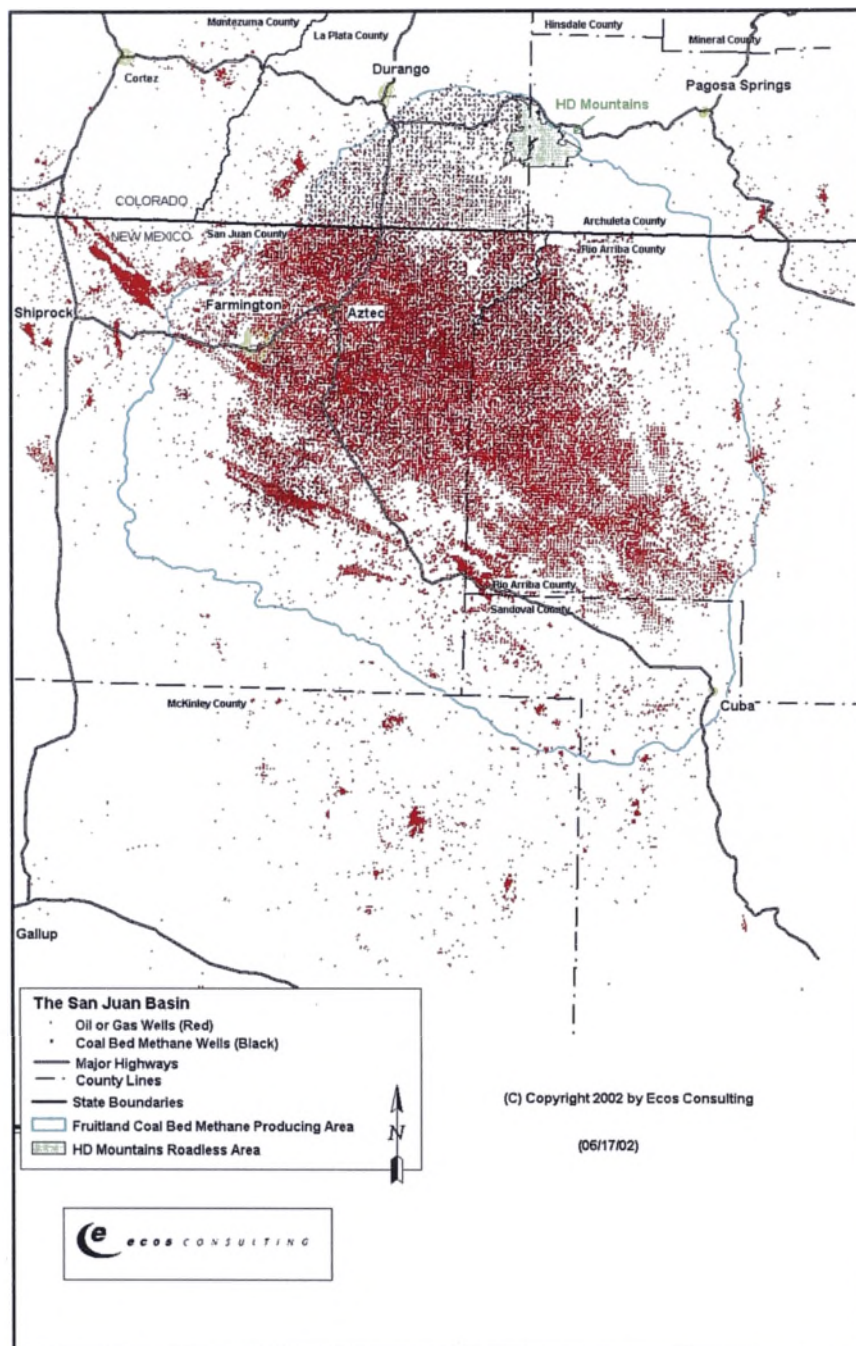 Montezuma County
La Plata County
Hinsdale County
Mineral County
Cortez
Durango
Pagosa Springs
HD Mountains
COLORADO
NEW MEXICO
San Juan County
Archuleta County
Rio Arriba County
Shiprock
Farmington
Aztec
Rio Arriba County
Sandoval County
McKinley County
Cuba
Gallup
The San Juan Basin
Oil or Gas Wells (Red)
Coal Bed Methane Wells (Black)
Major Highways
County Lines
State Boundaries
Fruitland Coal Bed Methane Producing Area
HD Mountains Roadless Area
N
(C) Copyright 2002 by Ecos Consulting
(06/17/02)
e ecos CONSULTING